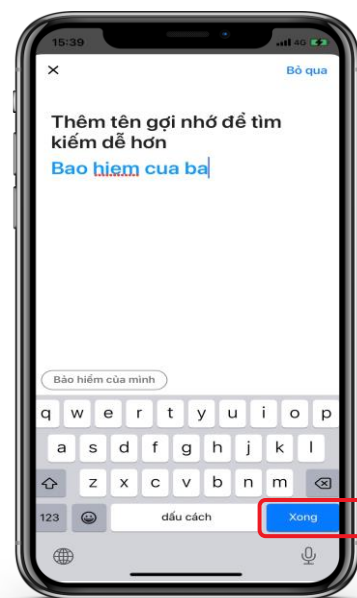 15:39
4G
Bỏ qua
Thêm tên gợi nhớ để tìm
kiếm dễ hơn
Bao hiem cua ba
Bảo hiểm của mình
q w e r t y u i o p
a s d f g h j k l
z x c v b n m
123 dấu cách Xong